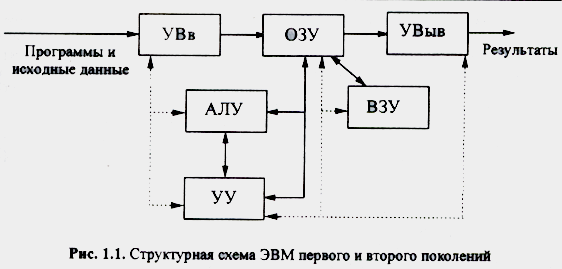 УВв
ОЗУ
УВыв
Программы и
исходные данные
Результаты
АЛУ
ВЗУ
УУ
Рис. 1.1. Структурная схема ЭВМ первого и второго поколений